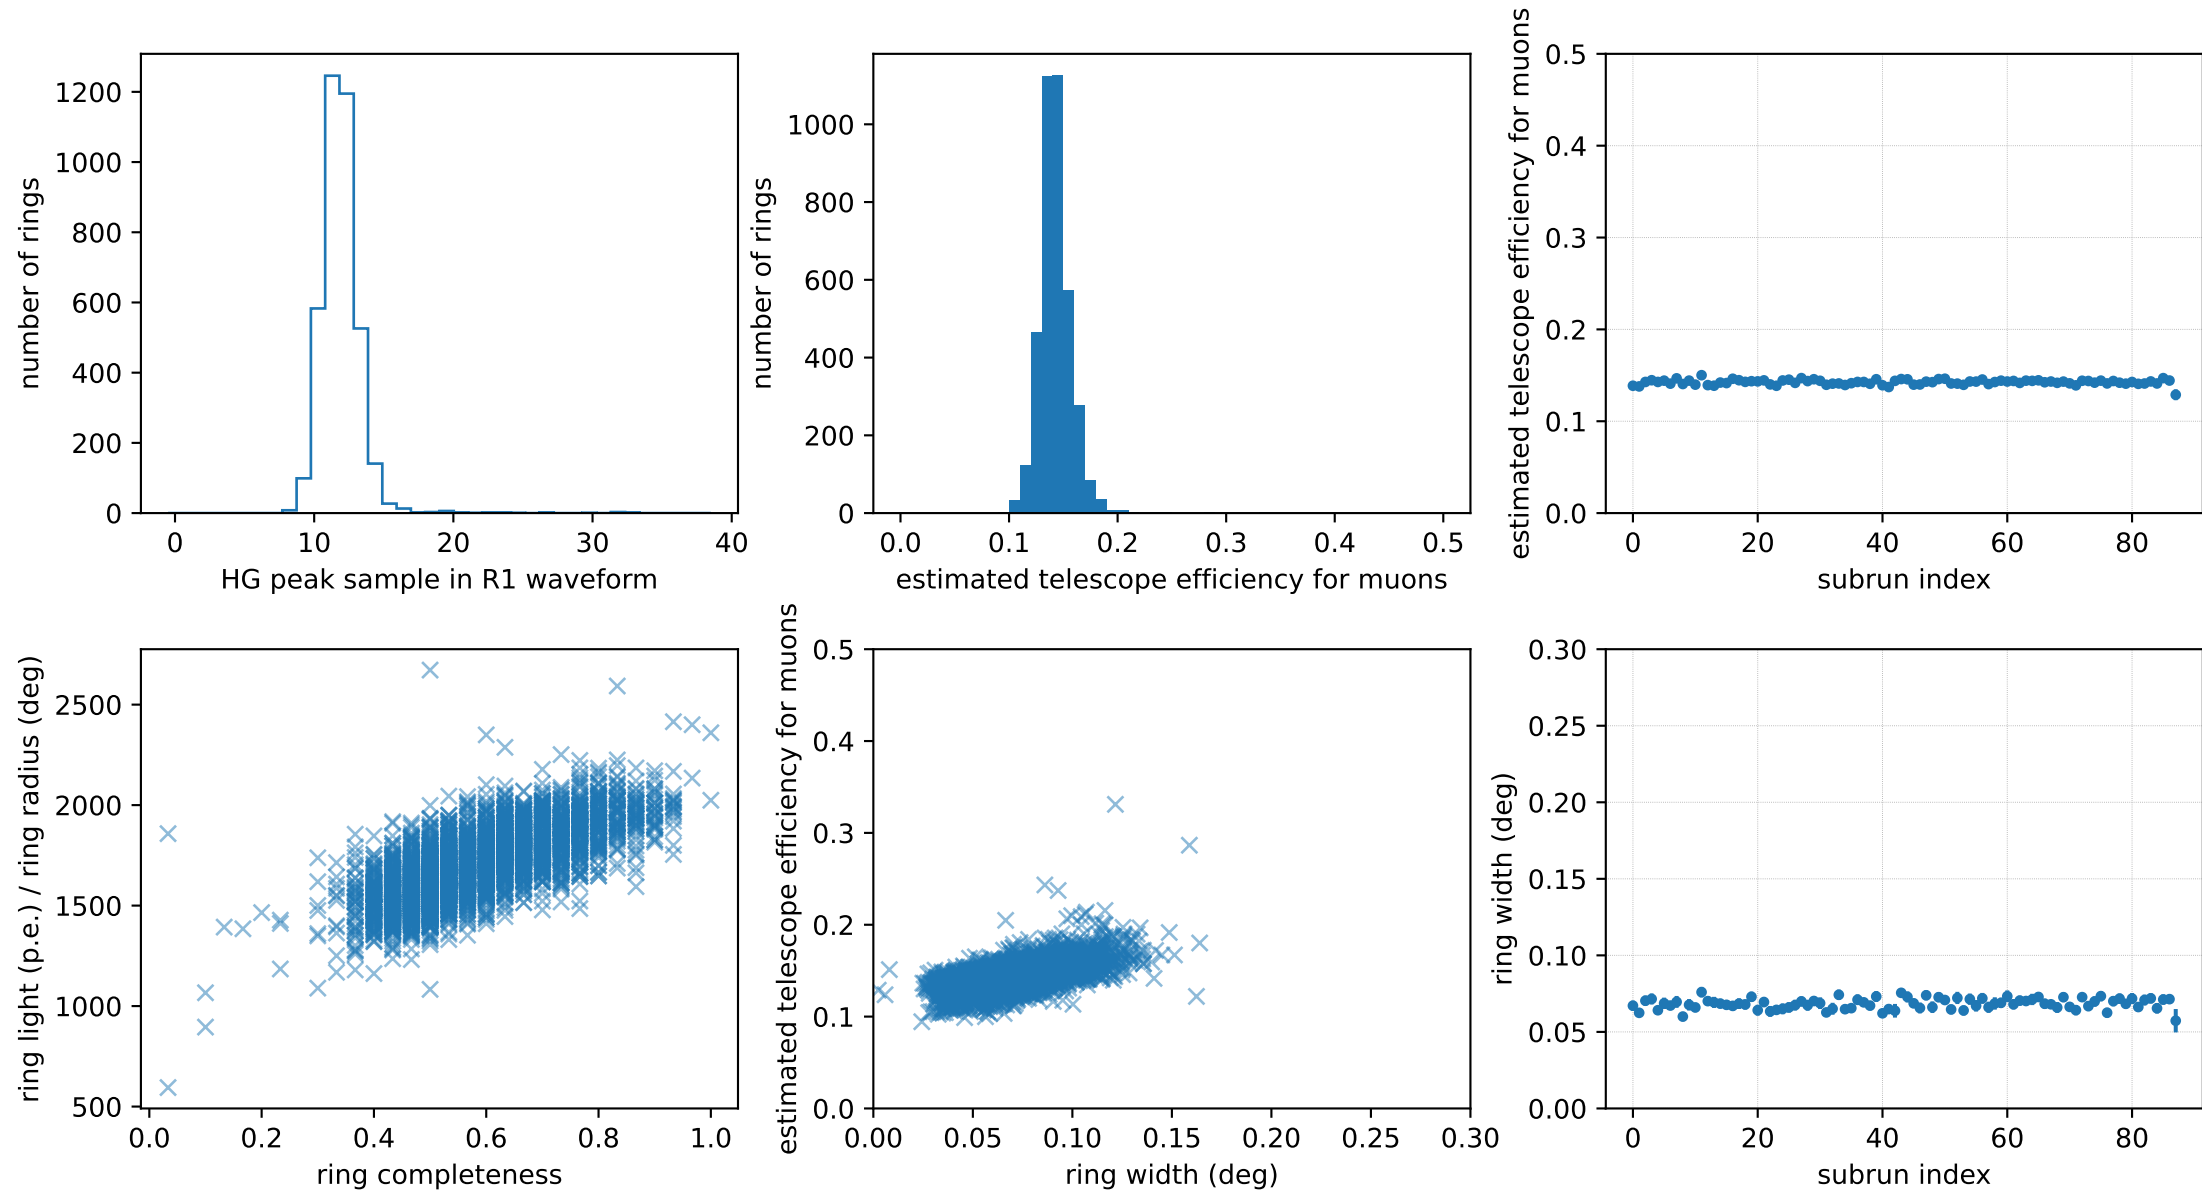 number of rings
1200
1000
800
600
400
200
0
0 10 20 30 40
HG peak sample in R1 waveform
number of rings
1000
800
600
400
200
0
0.0 0.1 0.2 0.3 0.4 0.5
estimated telescope efficiency for muons
estimated telescope efficiency for muons
0.5
0.4
0.3
0.2
0.1
0.0
0 20 40 60 80
subrun index
ring light (p.e.) / ring radius (deg)
2500
2000
1500
1000
500
0.0 0.2 0.4 0.6 0.8 1.0
ring completeness
estimated telescope efficiency for muons
0.5
0.4
0.3
0.2
0.1
0.0
0.00 0.05 0.10 0.15 0.20 0.25 0.30
ring width (deg)
ring width (deg)
0.30
0.25
0.20
0.15
0.10
0.05
0.00
0 20 40 60 80
subrun index